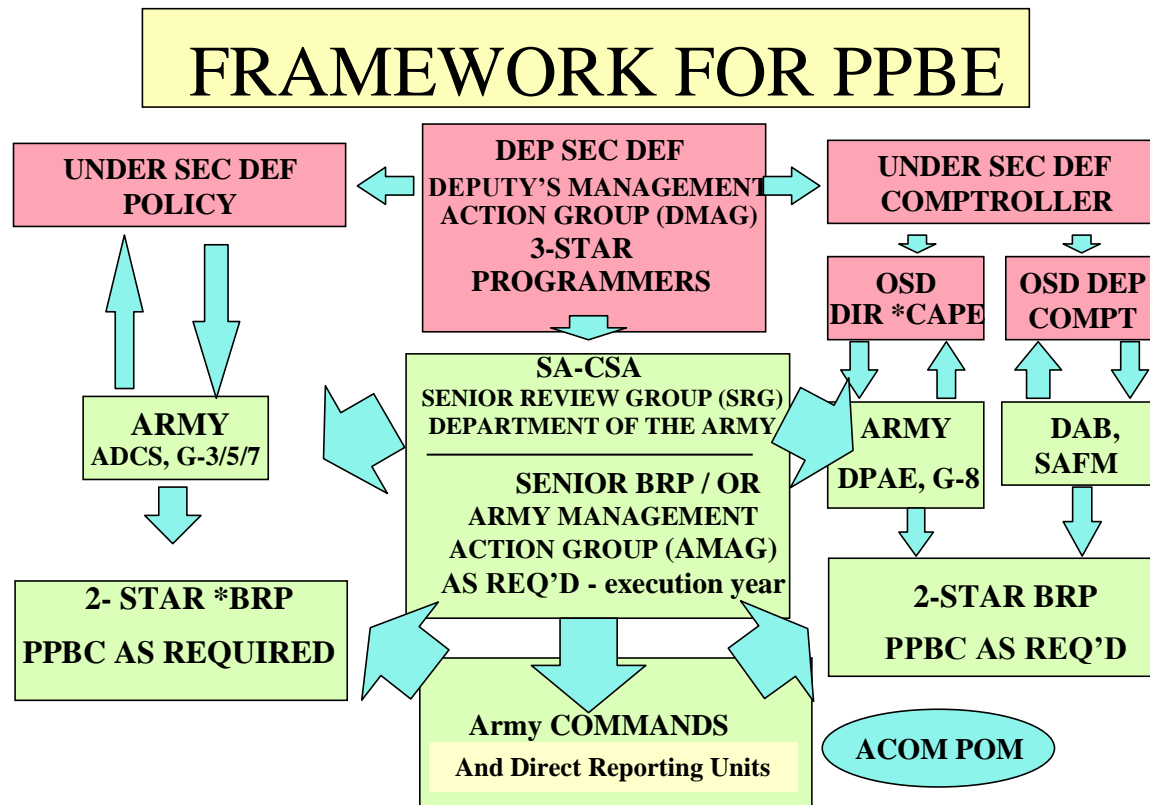 FRAMEWORK FOR PPBE
UNDER SEC DEF
POLICY
DEP SEC DEF
DEPUTY'S MANAGEMENT
ACTION GROUP (DMAG)
3-STAR
PROGRAMMERS
UNDER SEC DEF
COMPTROLLER
OSD
DIR *CAPE
OSD DEP
COMPT
ARMY
ADCS, G-3/5/7
SA-CSA
SENIOR REVIEW GROUP (SRG)
DEPARTMENT OF THE ARMY
SENIOR BRP / OR
ARMY MANAGEMENT
ACTION GROUP (AMAG)
AS REQ'D - execution year
ARMY
DPAE, G-8
DAB,
SAFM
2- STAR *BRP
PPBC AS REQUIRED
2-STAR BRP
PPBC AS REQ'D
Army COMMANDS
And Direct Reporting Units
ACOM POM